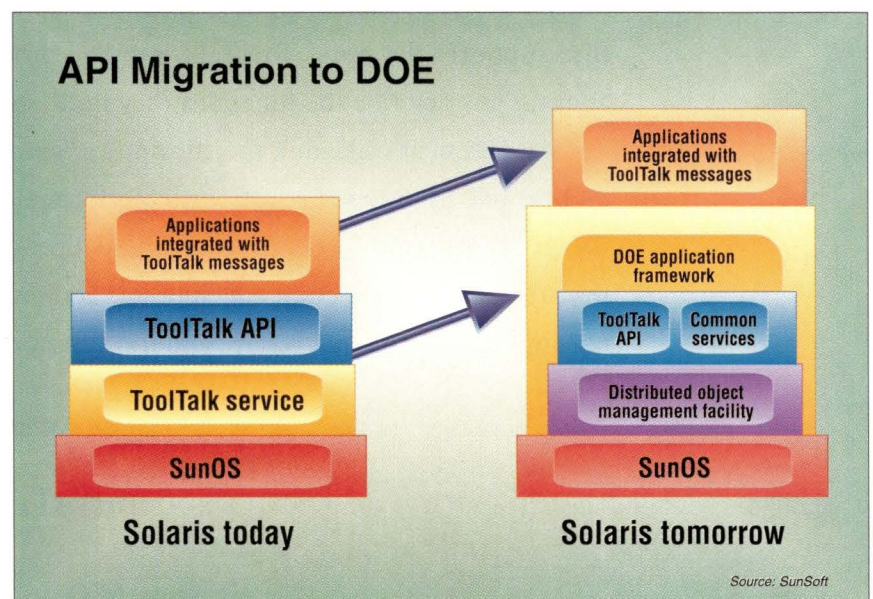 API Migration to DOE
Applications
integrated with
ToolTalk messages
ToolTalk API
ToolTalk service
SunOS
Solaris today
Applications
integrated with
ToolTalk messages
DOE application
framework
ToolTalk
API
Common
services
Distributed object
management facility
SunOS
Solaris tomorrow
Source: SunSoft